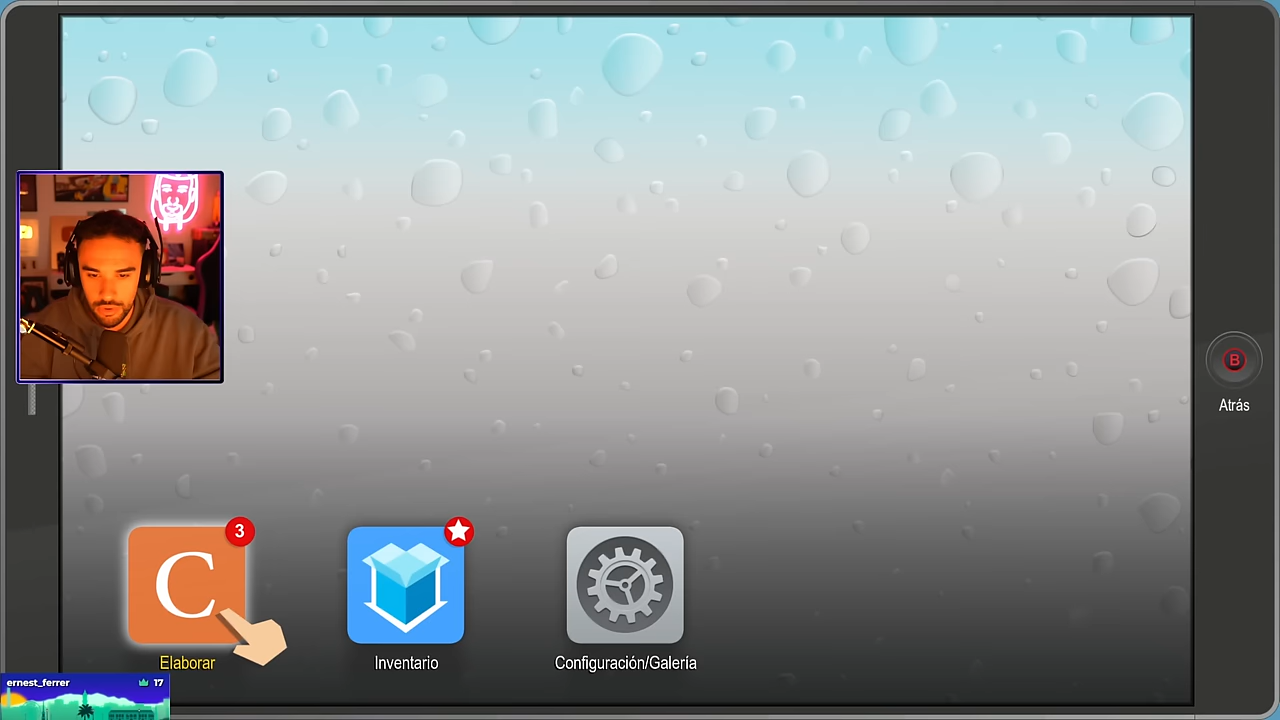 B
Atrás
3
C
Elaborar
Inventario
Configuración/Galería
ernest_ferrer
17